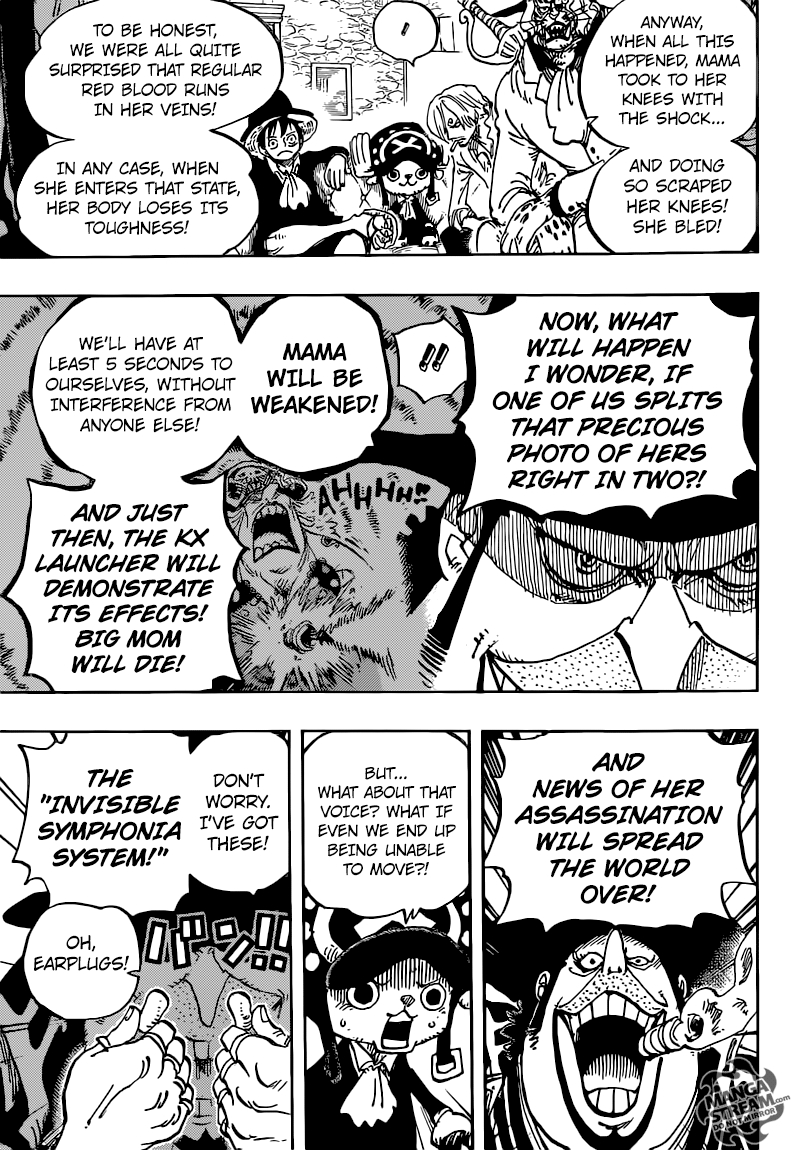 ANYWAY,
WHEN ALL THIS
HAPPENED, MAMA
TOOK TO HER
KNEES WITH
THE SHOCK...
AND DOING
SO SCRAPED
HER KNEES!
SHE BLED!
!
TO BE HONEST,
WE WERE ALL QUITE
SURPRISED THAT REGULAR
RED BLOOD RUNS
IN HER VEINS!
IN ANY CASE, WHEN
SHE ENTERS THAT STATE,
HER BODY LOSES ITS
TOUGHNESS!
NOW, WHAT
WILL HAPPEN
I WONDER, IF
ONE OF US SPLITS
THAT PRECIOUS
PHOTO OF HERS
RIGHT IN TWO?!
!!
MAMA
WILL BE
WEAKENED!
AHHHH!!
WE'LL HAVE AT
LEAST 5 SECONDS TO
OURSELVES, WITHOUT
INTERFERENCE FROM
ANYONE ELSE!
AND JUST
THEN, THE KX
LAUNCHER WILL
DEMONSTRATE
ITS EFFECTS!
BIG MOM
WILL DIE!
AND
NEWS OF HER
ASSASSINATION
WILL SPREAD
THE WORLD
OVER!
BUT...
WHAT ABOUT THAT
VOICE? WHAT IF
EVEN WE END UP
BEING UNABLE
TO MOVE?!
DON'T
WORRY.
I'VE GOT
THESE!
THE
"INVISIBLE
SYMPHONIA
SYSTEM!"
バン!!
OH,
EARPLUGS!
MANGA
STREAM.com
DO NOT MIRROR